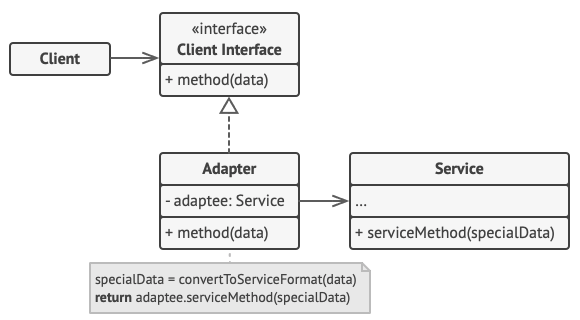 Client
«interface»
Client Interface
+ method(data)
Adapter
- adaptee: Service
+ method(data)
Service
...
+ serviceMethod(specialData)
specialData = convertToServiceFormat(data)
return adaptee.serviceMethod(specialData)